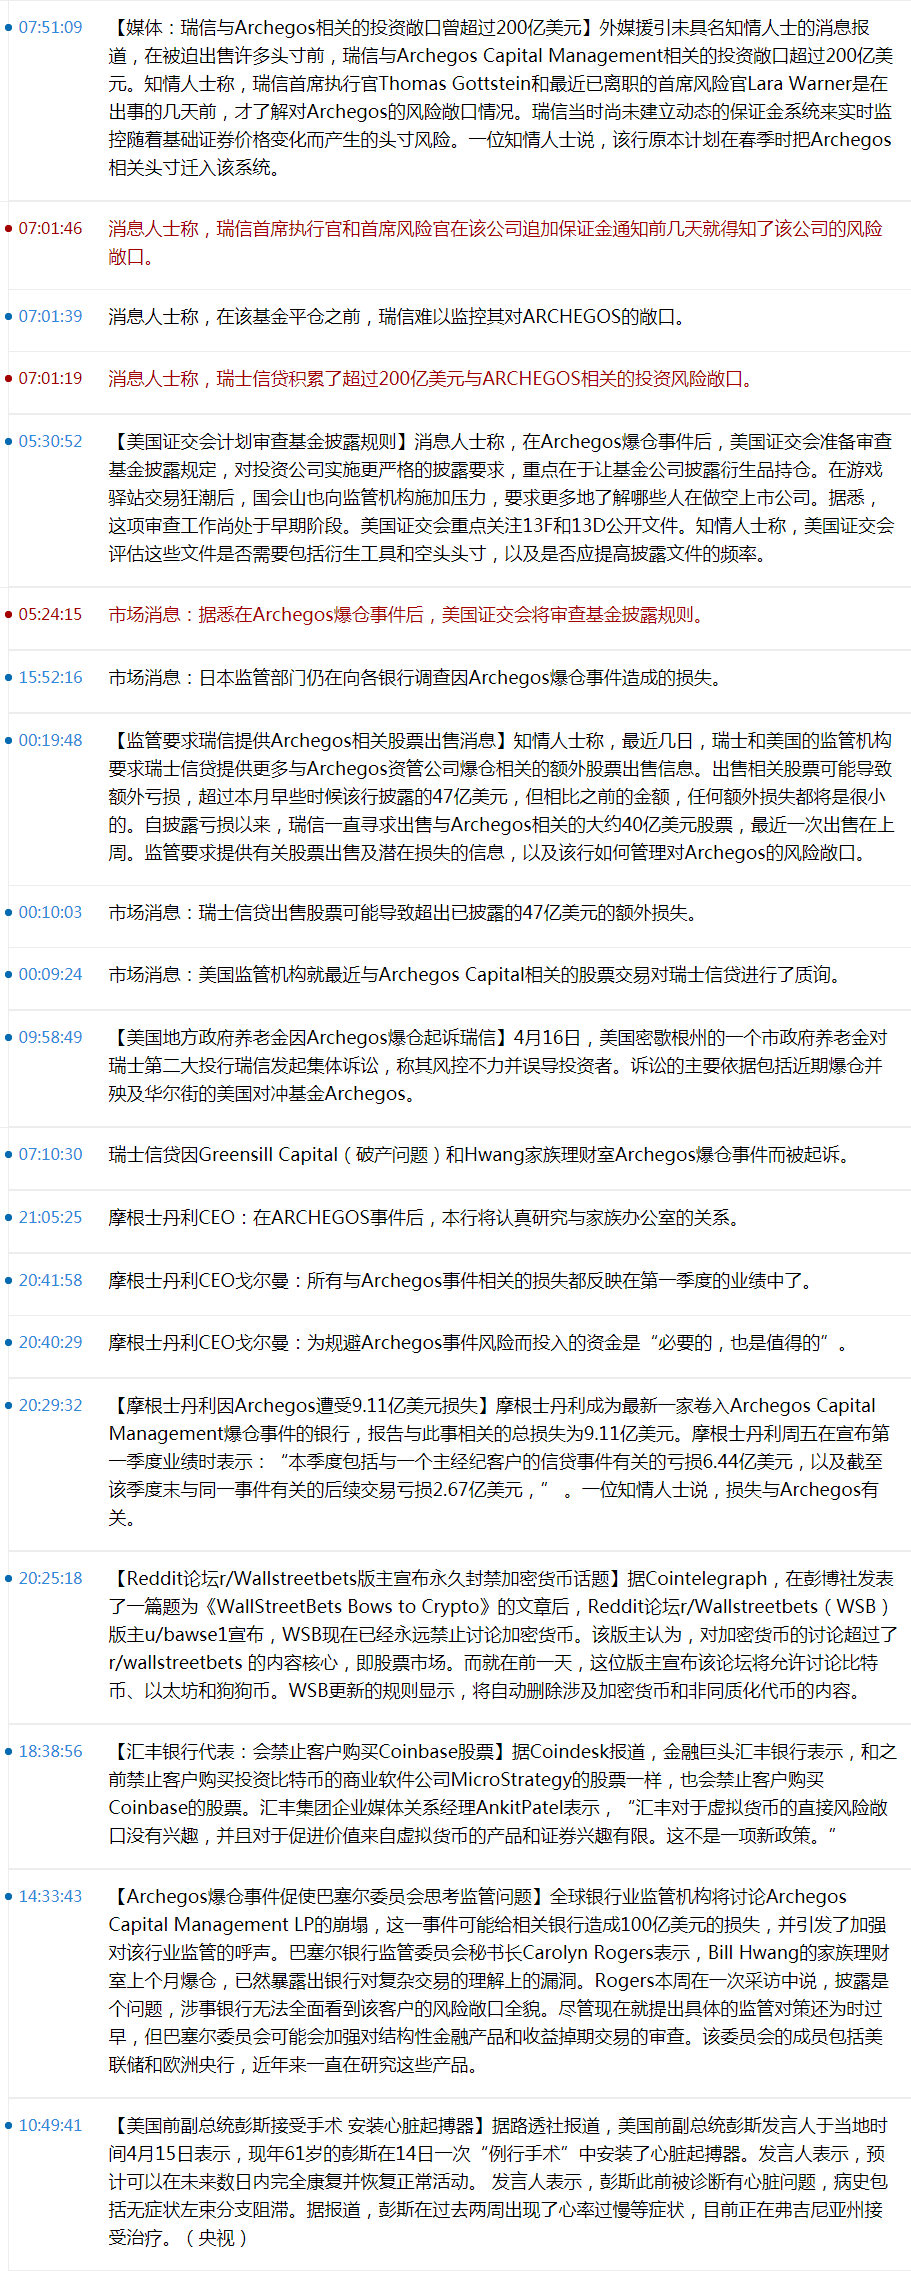 07:51:09 【媒体：瑞信与Archegos相关的投资敞口曾超过200亿美元】外媒援引未具名知情人士的消息报
道，在被迫出售许多头寸前，瑞信与Archegos Capital Management相关的投资敞口超过200亿美
元。知情人士称，瑞信首席执行官Thomas Gottstein和最近已离职的首席风险官Lara Warner是在
出事的几天前，才了解对Archegos的风险敞口情况。瑞信当时尚未建立动态的保证金系统来实时监
控随着基础证券价格变化而产生的头寸风险。一位知情人士说，该行原本计划在春季时把Archegos
相关头寸迁入该系统。
07:01:46 消息人士称，瑞信首席执行官和首席风险官在该公司追加保证金通知前几天就得知了该公司的风险
敞口。
07:01:39 消息人士称，在该基金平仓之前，瑞信难以监控其对ARCHEGOS的敞口。
07:01:19 消息人士称，瑞士信贷积累了超过200亿美元与ARCHEGOS相关的投资风险敞口。
05:30:52 【美国证交会计划审查基金披露规则】消息人士称，在Archegos爆仓事件后，美国证交会准备审查
基金披露规定，对投资公司实施更严格的披露要求，重点在于让基金公司披露衍生品持仓。在游戏
驿站交易狂潮后，国会山也向监管机构施加压力，要求更多地了解哪些人在做空上市公司。据悉，
这项审查工作尚处于早期阶段。美国证交会重点关注13F和13D公开文件。知情人士称，美国证交会
评估这些文件是否需要包括衍生工具和空头头寸，以及是否应提高披露文件的频率。
05:24:15 市场消息：据悉在Archegos爆仓事件后，美国证交会将审查基金披露规则。
15:52:16 市场消息：日本监管部门仍在向各银行调查因Archegos爆仓事件造成的损失。
00:19:48 【监管要求瑞信提供Archegos相关股票出售消息】知情人士称，最近几日，瑞士和美国的监管机构
要求瑞士信贷提供更多与Archegos资管公司爆仓相关的额外股票出售信息。出售相关股票可能导致
额外亏损，超过本月早些时候该行披露的47亿美元，但相比之前的金额，任何额外损失都将是很小
的。自披露亏损以来，瑞信一直寻求出售与Archegos相关的大约40亿美元股票，最近一次出售在上
周。监管要求提供有关股票出售及潜在损失的信息，以及该行如何管理对Archegos的风险敞口。
00:10:03 市场消息：瑞士信贷出售股票可能导致超出已披露的47亿美元的额外损失。
00:09:24 市场消息：美国监管机构就最近与Archegos Capital相关的股票交易对瑞士信贷进行了质询。
09:58:49 【美国地方政府养老金因Archegos爆仓起诉瑞信】4月16日，美国密歇根州的一个市政府养老金对
瑞士第二大投行瑞信发起集体诉讼，称其风控不力并误导投资者。诉讼的主要依据包括近期爆仓并
殃及华尔街的美国对冲基金Archegos。
07:10:30 瑞士信贷因Greensill Capital（破产问题）和Hwang家族理财室Archegos爆仓事件而被起诉。
21:05:25 摩根士丹利CEO：在ARCHEGOS事件后，本行将认真研究与家族办公室的关系。
20:41:58 摩根士丹利CEO戈尔曼：所有与Archegos事件相关的损失都反映在第一季度的业绩中了。
20:40:29 摩根士丹利CEO戈尔曼：为规避Archegos事件风险而投入的资金是“必要的，也是值得的”。
20:29:32 【摩根士丹利因Archegos遭受9.11亿美元损失】摩根士丹利成为最新一家卷入Archegos Capital
Management爆仓事件的银行，报告与此事相关的总损失为9.11亿美元。摩根士丹利周五在宣布第
一季度业绩时表示：“本季度包括与一个主经纪客户的信贷事件有关的亏损6.44亿美元，以及截至
该季度末与同一事件有关的后续交易亏损2.67亿美元，” 。一位知情人士说，损失与Archegos有
关。
20:25:18 【Reddit论坛r/Wallstreetbets版主宣布永久封禁加密货币话题】据Cointelegraph，在彭博社发表
了一篇题为《WallStreetBets Bows to Crypto》的文章后，Reddit论坛r/Wallstreetbets（WSB）
版主u/bawse1宣布，WSB现在已经永远禁止讨论加密货币。该版主认为，对加密货币的讨论超过了
r/wallstreetbets 的内容核心，即股票市场。而就在前一天，这位版主宣布该论坛将允许讨论比特
币、以太坊和狗狗币。WSB更新的规则显示，将自动删除涉及加密货币和非同质化代币的内容。
18:38:56 【汇丰银行代表：会禁止客户购买Coinbase股票】据Coindesk报道，金融巨头汇丰银行表示，和之
前禁止客户购买投资比特币的商业软件公司MicroStrategy的股票一样，也会禁止客户购买
Coinbase的股票。汇丰集团企业媒体关系经理AnkitPatel表示，“汇丰对于虚拟货币的直接风险敞
口没有兴趣，并且对于促进价值来自虚拟货币的产品和证券兴趣有限。这不是一项新政策。”
14:33:43 【Archegos爆仓事件促使巴塞尔委员会思考监管问题】全球银行业监管机构将讨论Archegos
Capital Management LP的崩塌，这一事件可能给相关银行造成100亿美元的损失，并引发了加强
对该行业监管的呼声。巴塞尔银行监管委员会秘书长Carolyn Rogers表示，Bill Hwang的家族理财
室上个月爆仓，已然暴露出银行对复杂交易的理解上的漏洞。Rogers本周在一次采访中说，披露是
个问题，涉事银行无法全面看到该客户的风险敞口全貌。尽管现在就提出具体的监管对策还为时过
早，但巴塞尔委员会可能会加强对结构性金融产品和收益掉期交易的审查。该委员会的成员包括美
联储和欧洲央行，近年来一直在研究这些产品。
10:49:41 【美国前副总统彭斯接受手术 安装心脏起搏器】据路透社报道，美国前副总统彭斯发言人于当地时
间4月15日表示，现年61岁的彭斯在14日一次“例行手术”中安装了心脏起搏器。发言人表示，预
计可以在未来数日内完全康复并恢复正常活动。 发言人表示，彭斯此前被诊断有心脏问题，病史包
括无症状左束分支阻滞。据报道，彭斯在过去两周出现了心率过慢等症状，目前正在弗吉尼亚州接
受治疗。（央视）